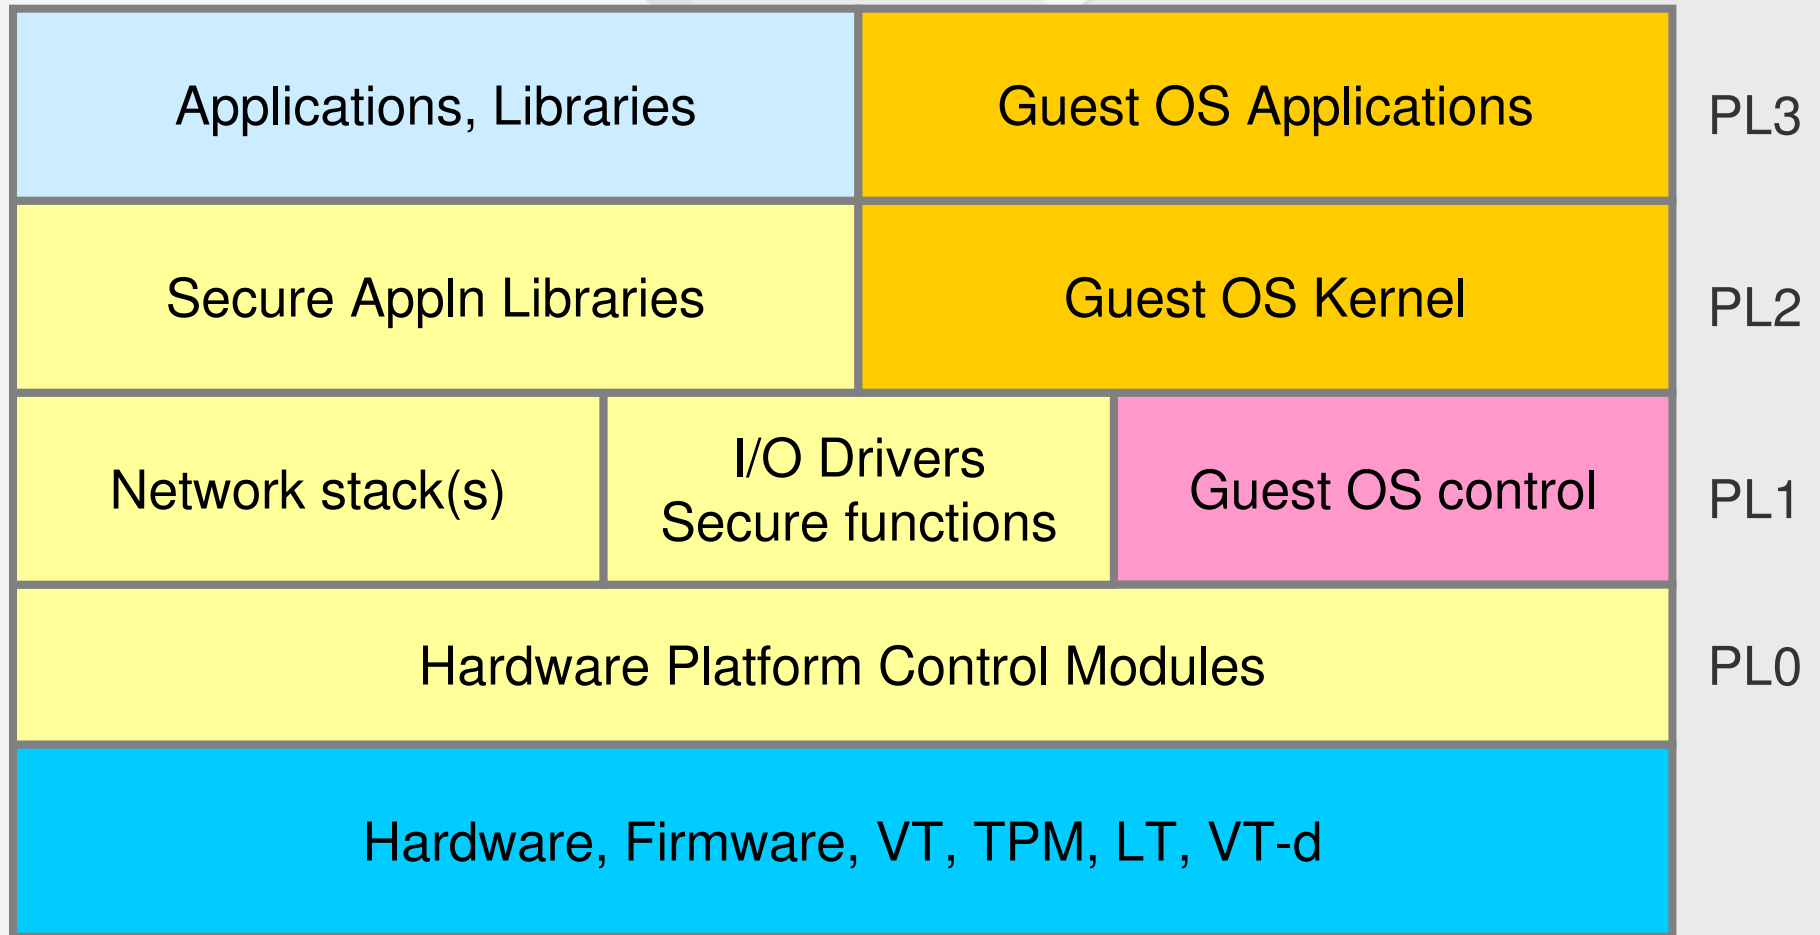 Applications, Libraries
Guest OS Applications
PL3
Secure Appln Libraries
Guest OS Kernel
PL2
Network stack(s)
I/O Drivers
Secure functions
Guest OS control
PL1
Hardware Platform Control Modules
PL0
Hardware, Firmware, VT, TPM, LT, VT-d